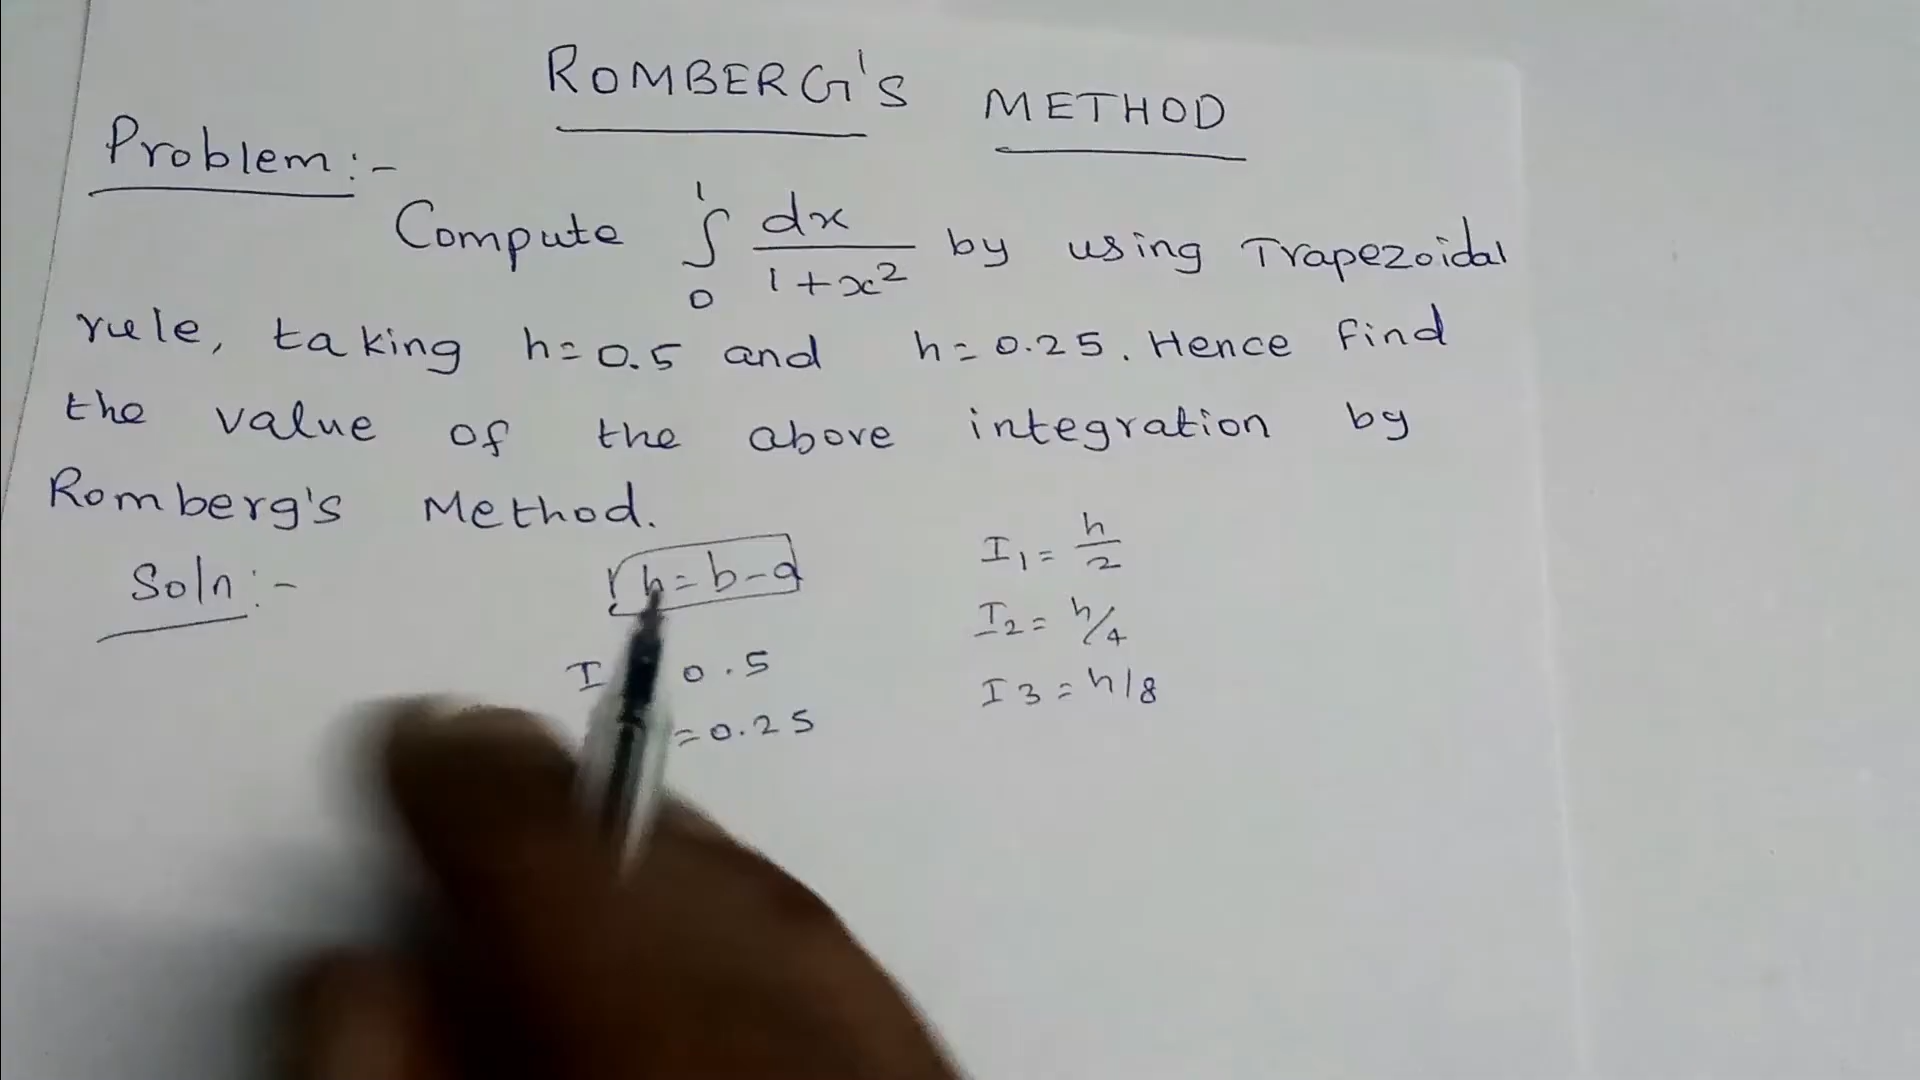 ROMBERG'S METHOD
Problem:-
Compute ∫₀¹ dx/(1+x²) by using Trapezoidal
rule, taking h=0.5 and h=0.25. Hence find
the value of the above integration by
Romberg's Method.
Soln:-
h=b-a
I 0.5
=0.25
I₁ = h/2
I₂ = h/4
I3 = h/8